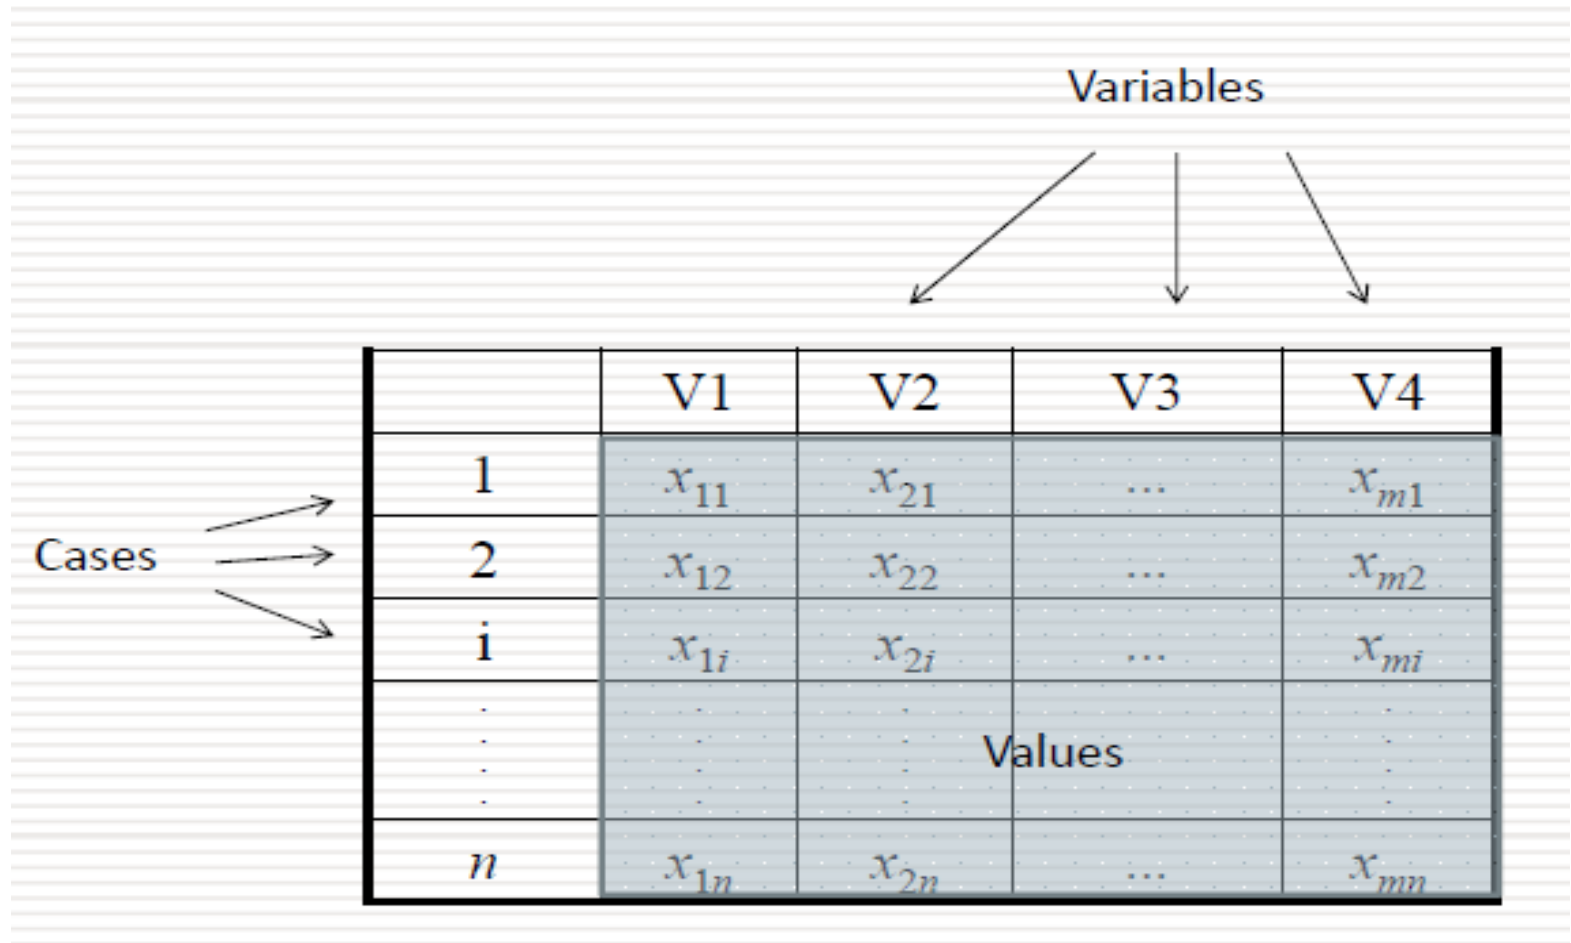 Variables
V1 V2 V3 V4
1 x11 x21 ... xm1
Cases
2 x12 x22 ... xm2
i x1i x2i ... xmi
. . . .
. . . .
Values
. . . .
. . . .
n x1n x2n ... xmn